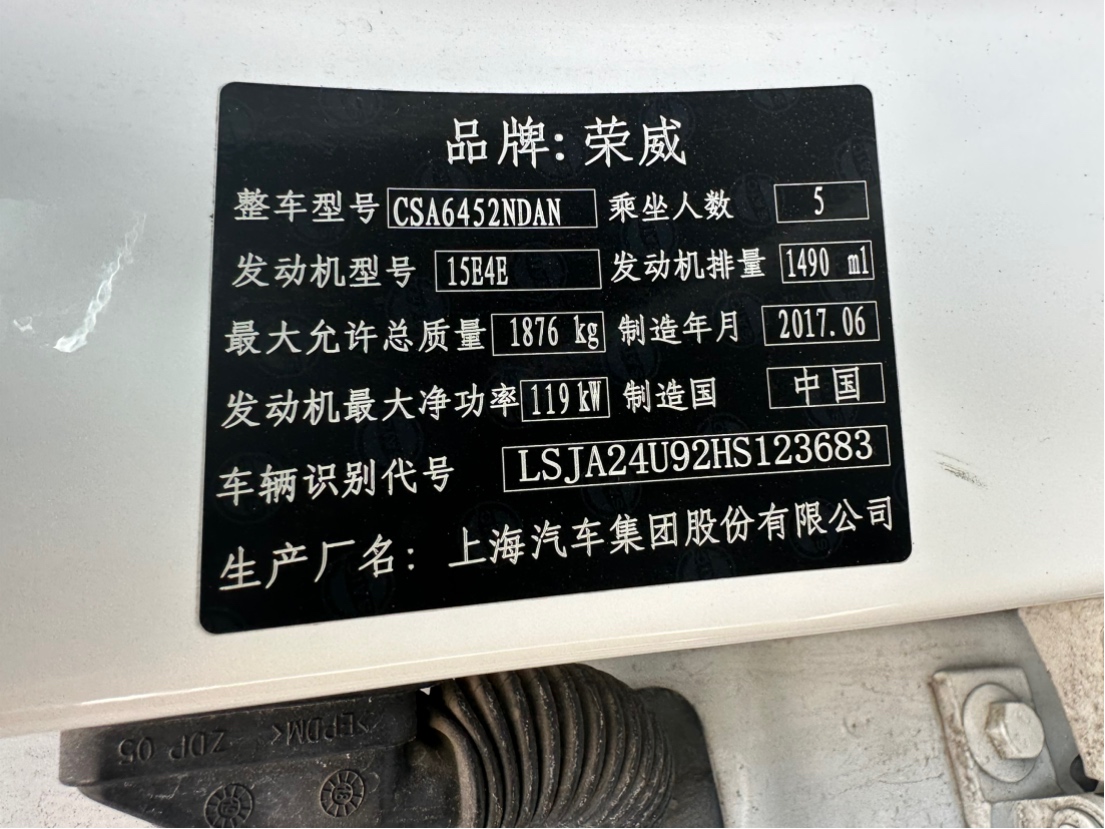 品牌: 荣威
整车型号 CSA6452NDAN 乘坐人数 5
发动机型号 15E4E 发动机排量 1490 ml
最大允许总质量 1876 kg 制造年月 2017.06
发动机最大净功率 119 kW 制造国 中国
车辆识别代号 LSJA24U92HS123683
生产厂名: 上海汽车集团股份有限公司
>EPDM<
ZDP 05